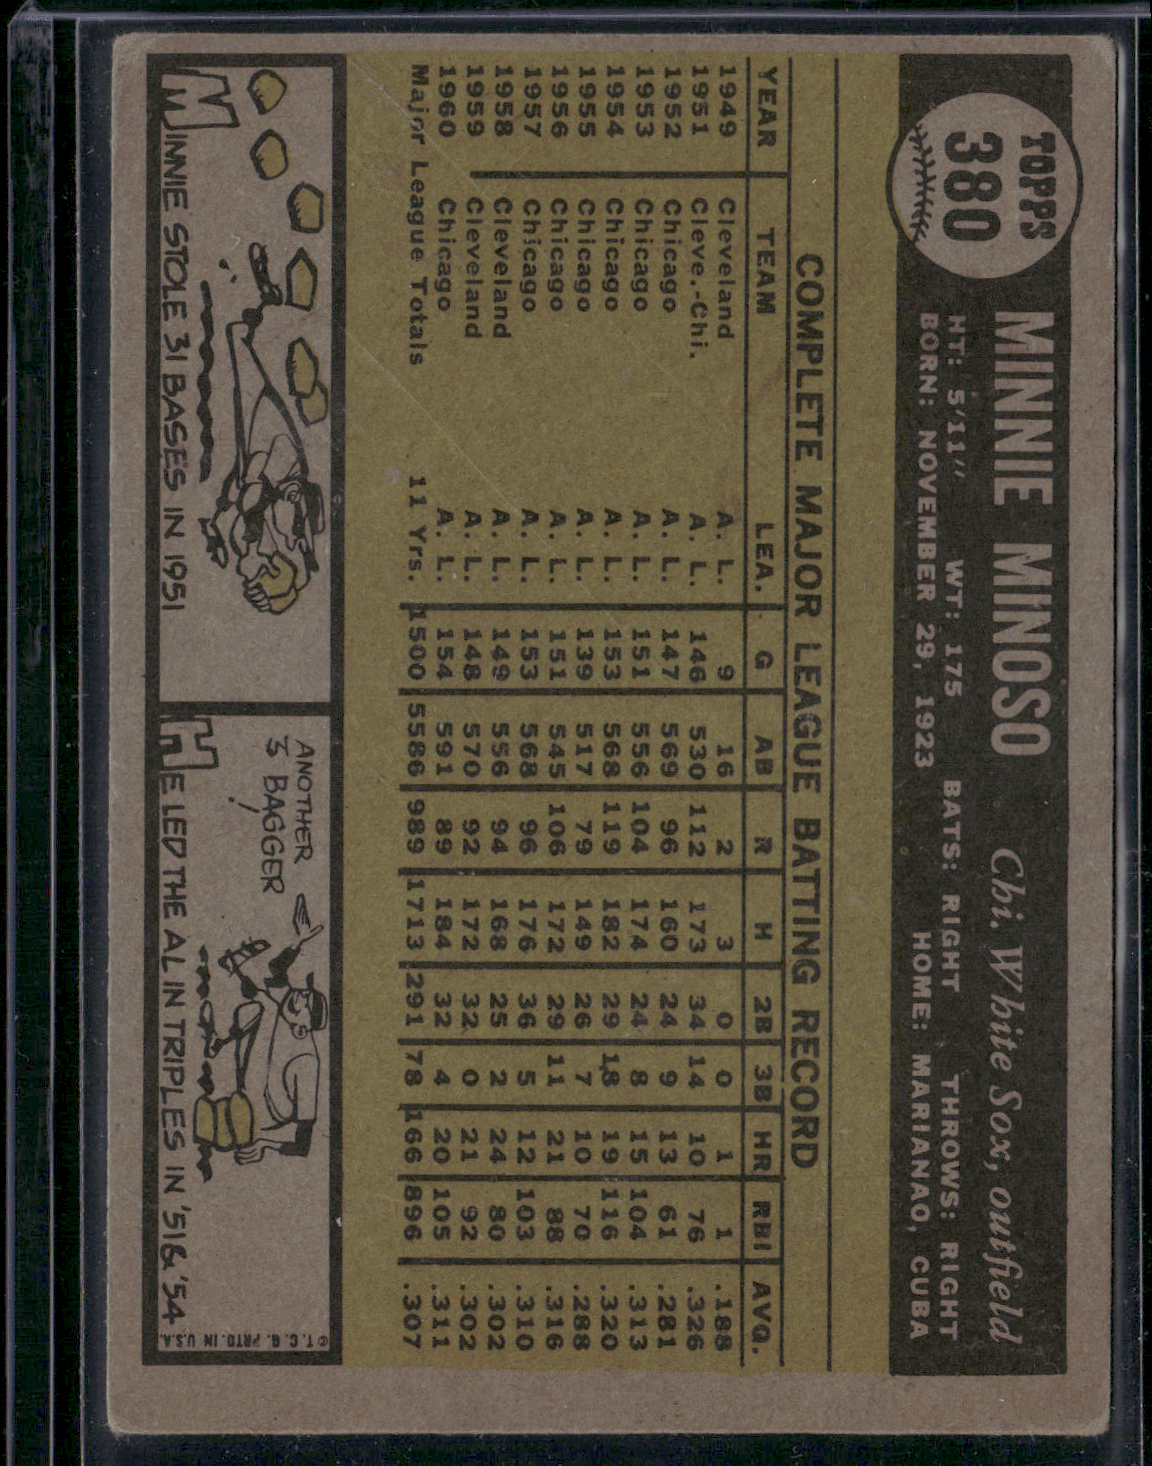 TOPPS
380
MINNIE MINOSO Chi. White Sox, outfield
HT: 5'11" WT: 175 BATS: RIGHT THROWS: RIGHT
BORN: NOVEMBER 29, 1923 HOME: MARIANAO, CUBA
COMPLETE MAJOR LEAGUE BATTING RECORD
YEAR TEAM LEA. G AB R H 2B 3B HR RBI AVG.
1949 Cleveland A. L. 9 16 2 3 0 0 1 1 .188
1951 Cleve.-Chi. A. L. 146 530 112 173 34 14 10 76 .326
1952 Chicago A. L. 147 569 96 160 24 9 13 61 .281
1953 Chicago A. L. 151 556 104 174 24 8 15 104 .313
1954 Chicago A. L. 153 568 119 182 29 18 19 116 .320
1955 Chicago A. L. 139 517 79 149 26 7 10 70 .288
1956 Chicago A. L. 151 545 106 172 29 11 21 88 .316
1957 Chicago A. L. 153 568 96 176 36 5 12 103 .310
1958 Cleveland A. L. 149 556 94 168 25 2 24 80 .302
1959 Cleveland A. L. 148 570 92 172 32 0 21 92 .302
1960 Chicago A. L. 154 591 89 184 32 4 20 105 .311
Major League Totals 11 Yrs. 1500 5586 989 1713 291 78 166 896 .307
MINNIE STOLE 31 BASES IN 1951
ANOTHER
3 BAGGER
!
HE LED THE AL IN TRIPLES IN '51 & '54
© T. C. G. PRTD. IN U.S.A.